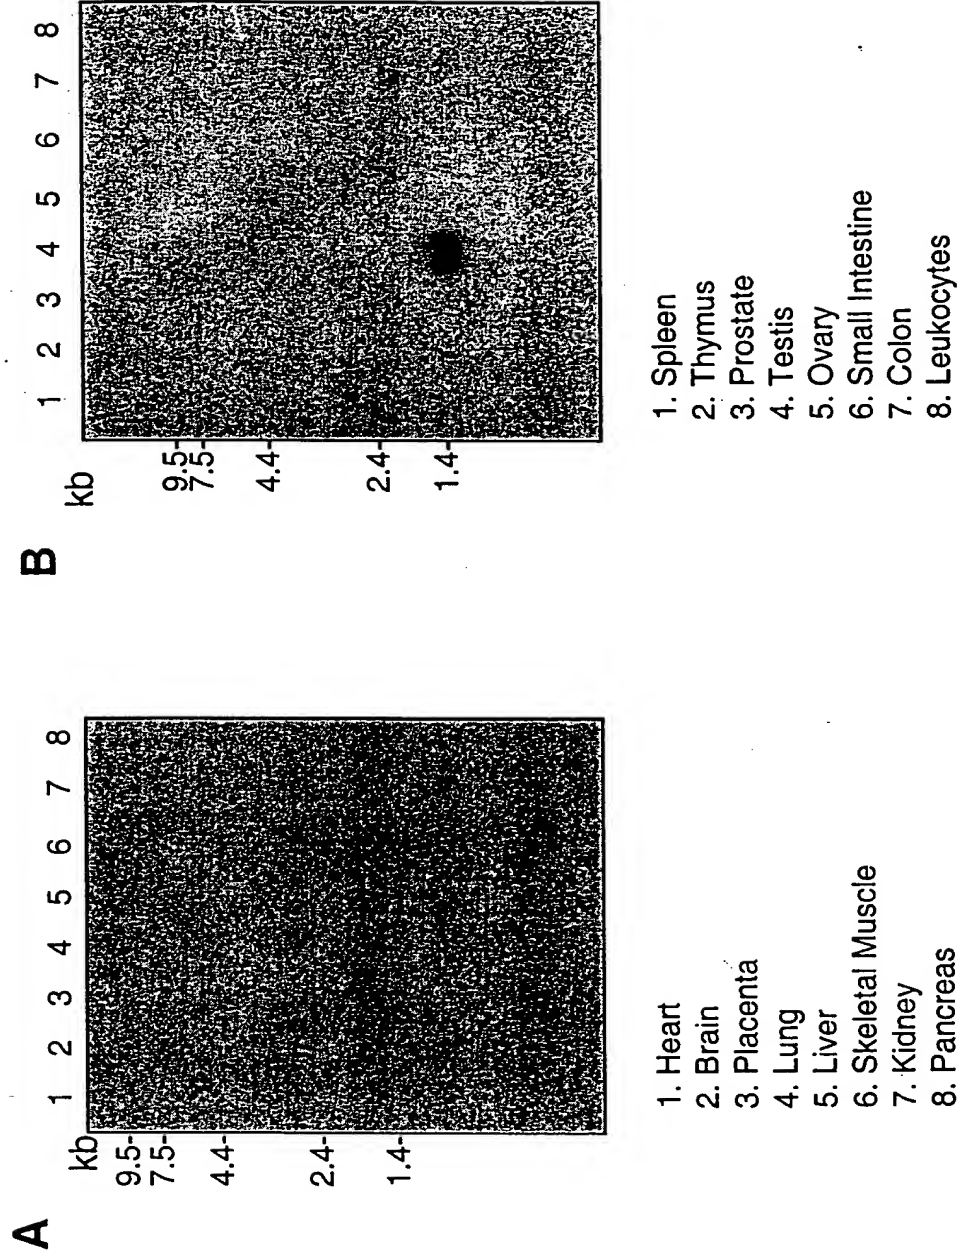 A
kb
1 2 3 4 5 6 7 8
9.5-
7.5-
4.4-
2.4-
1.4-
1. Heart
2. Brain
3. Placenta
4. Lung
5. Liver
6. Skeletal Muscle
7. Kidney
8. Pancreas
B
kb
1 2 3 4 5 6 7 8
9.5-
7.5-
4.4-
2.4-
1.4-
1. Spleen
2. Thymus
3. Prostate
4. Testis
5. Ovary
6. Small Intestine
7. Colon
8. Leukocytes